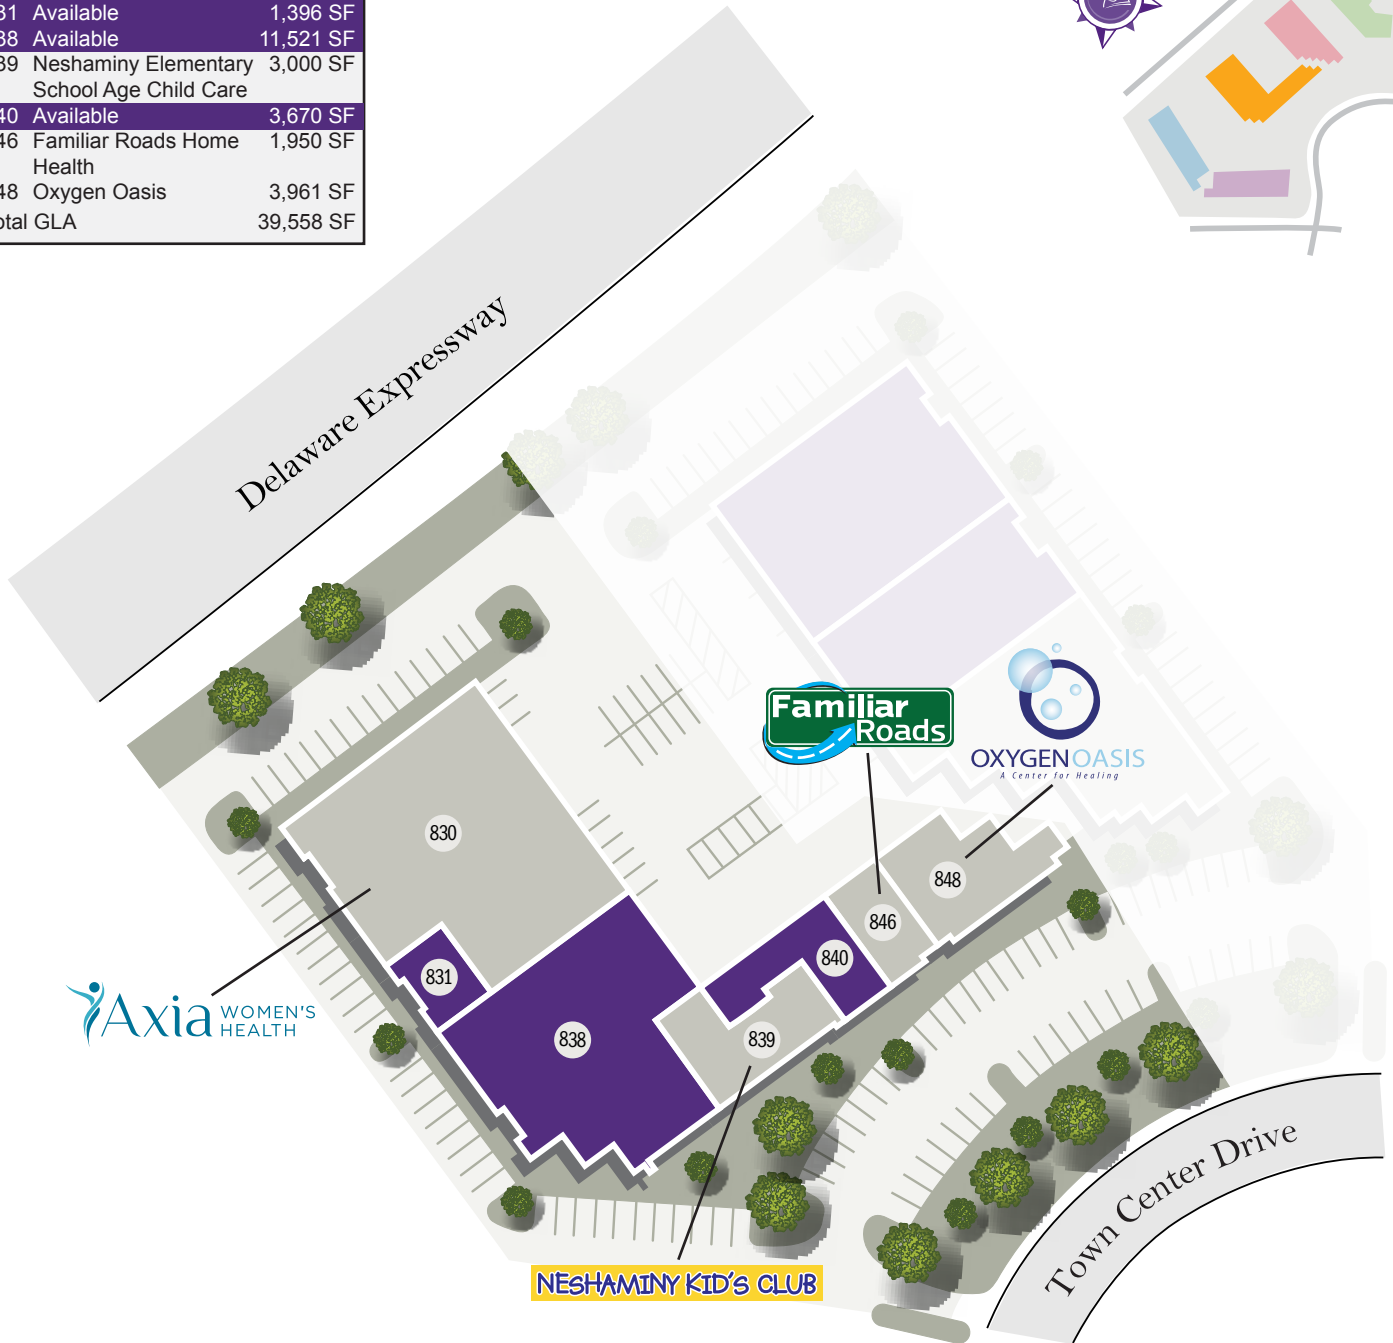 31 Available 1,396 SF
38 Available 11,521 SF
39 Neshaminy Elementary 3,000 SF
School Age Child Care
40 Available 3,670 SF
46 Familiar Roads Home 1,950 SF
Health
48 Oxygen Oasis 3,961 SF
otal GLA 39,558 SF
Delaware Expressway
Familiar
Roads
OXYGENOASIS
A Center for Healing
830
848
846
840
831
838
839
Axia WOMEN'S
HEALTH
NESHAMINY KID'S CLUB
Town Center Drive